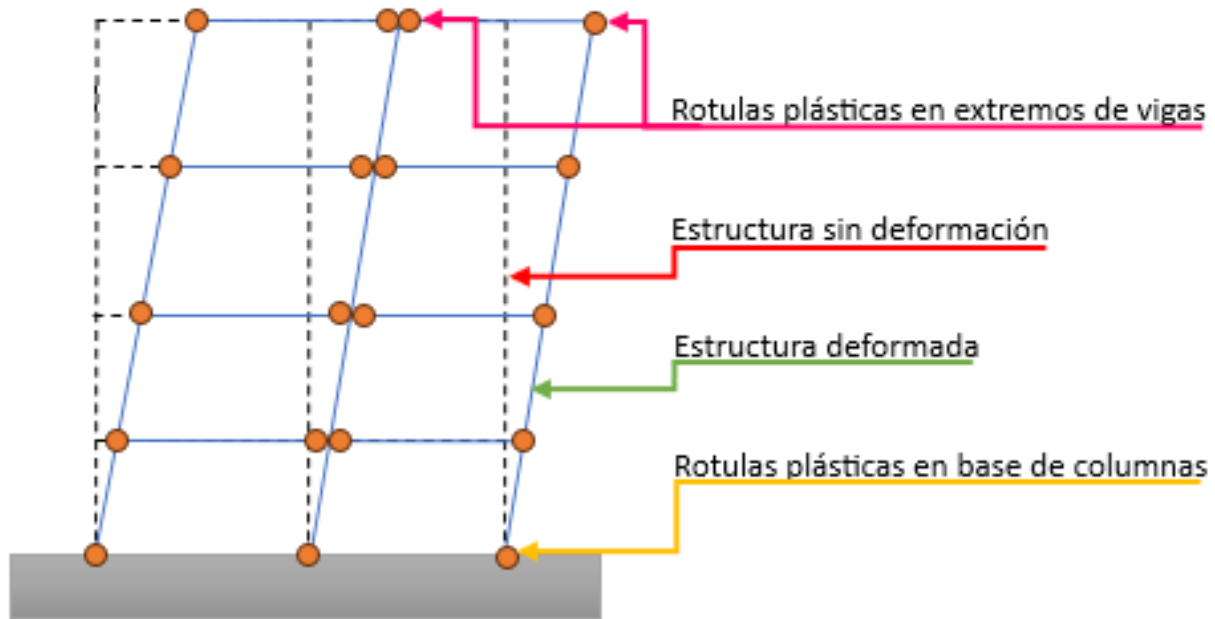 Rotulas plásticas en extremos de vigas
Estructura sin deformación
Estructura deformada
Rotulas plásticas en base de columnas